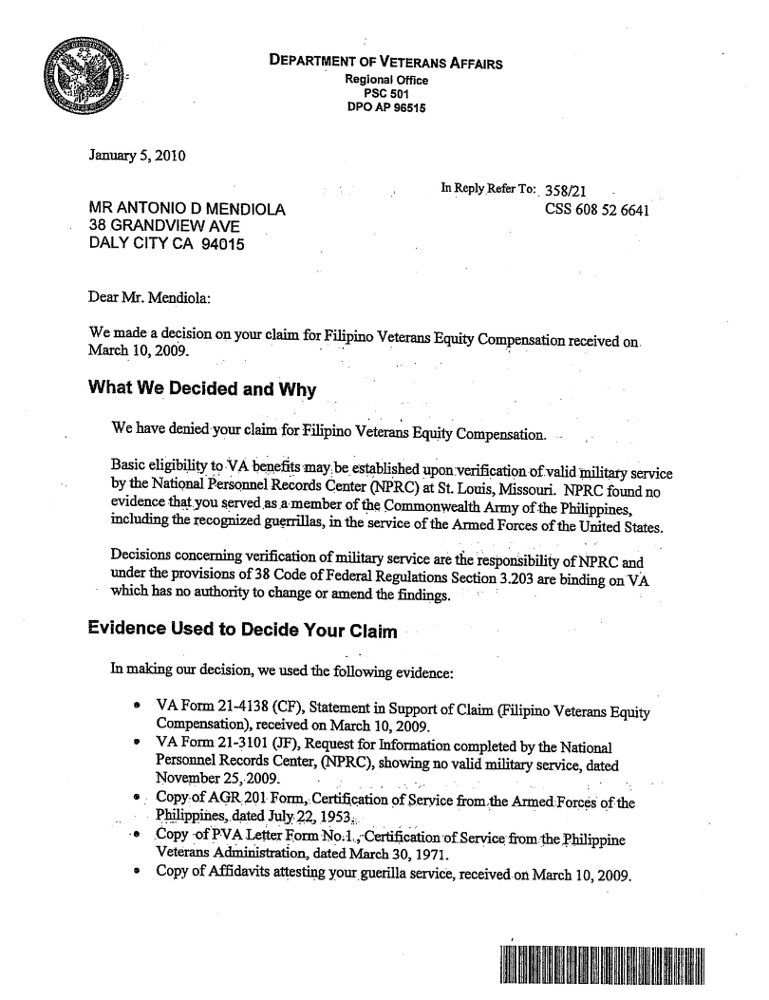 DEPARTMENT OF VETERANS AFFAIRS
Regional Office
PSC 501
DPO AP 96515
January 5, 2010
In Reply Refer To: 358/21
CSS 608 52 6641
MR ANTONIO D MENDIOLA
38 GRANDVIEW AVE
DALY CITY CA 94015
Dear Mr. Mendiola:
We made a decision on your claim for Filipino Veterans Equity Compensation received on
March 10, 2009.
What We Decided and Why
We have denied your claim for Filipino Veterans Equity Compensation.
Basic eligibility to VA benefits may be established upon verification of valid military service
by the National Personnel Records Center (NPRC) at St. Louis, Missouri. NPRC found no
evidence that you served as a member of the Commonwealth Army of the Philippines,
including the recognized guerrillas, in the service of the Armed Forces of the United States.
Decisions concerning verification of military service are the responsibility of NPRC and
under the provisions of 38 Code of Federal Regulations Section 3.203 are binding on VA
which has no authority to change or amend the findings.
Evidence Used to Decide Your Claim
In making our decision, we used the following evidence:
• VA Form 21-4138 (CF), Statement in Support of Claim (Filipino Veterans Equity
Compensation), received on March 10, 2009.
• VA Form 21-3101 (JF), Request for Information completed by the National
Personnel Records Center, (NPRC), showing no valid military service, dated
November 25, 2009.
• Copy of AGR 201 Form, Certification of Service from the Armed Forces of the
Philippines, dated July 22, 1953.
• Copy of PVA Letter Form No.1, Certification of Service from the Philippine
Veterans Administration, dated March 30, 1971.
• Copy of Affidavits attesting your guerilla service, received on March 10, 2009.